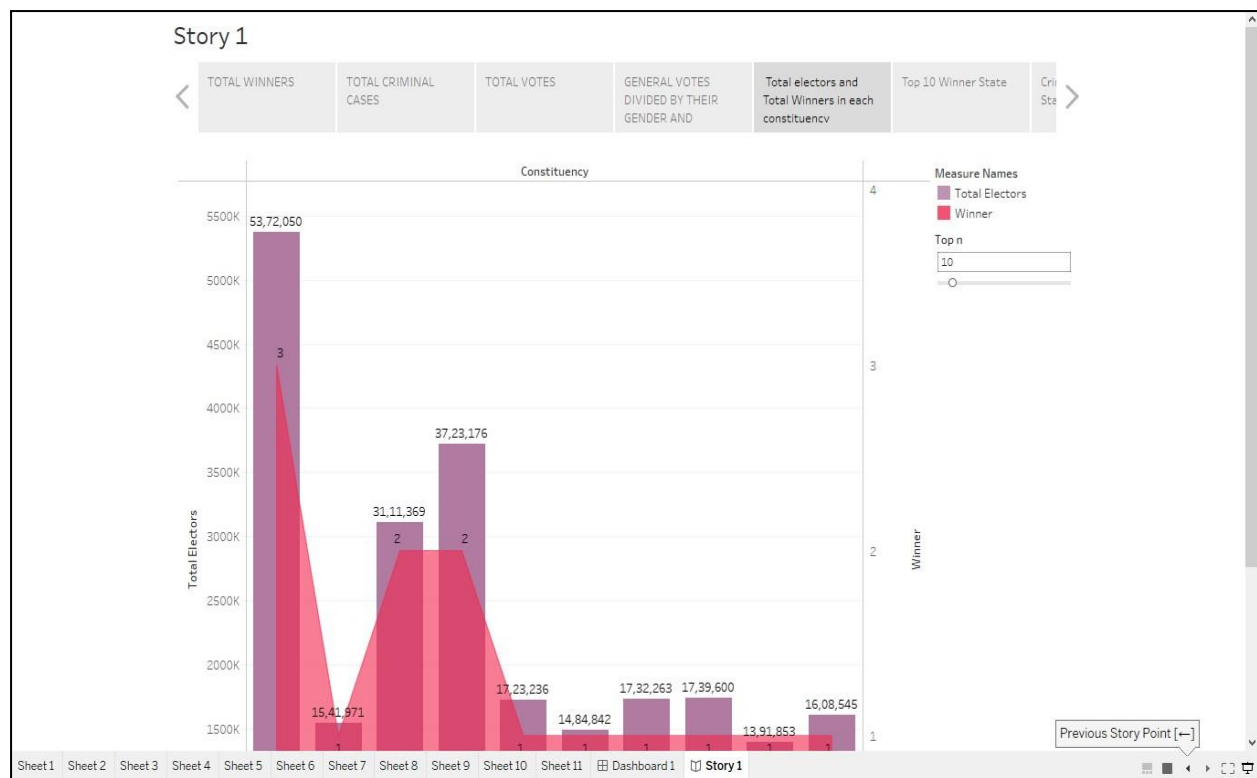 Story 1
TOTAL WINNERS
TOTAL CRIMINAL
CASES
TOTAL VOTES
GENERAL VOTES
DIVIDED BY THEIR
GENDER AND
Total electors and
Total Winners in each
constituency
Top 10 Winner State
Cri
Sta
Constituency
Measure Names
Total Electors
Winner
Top n
10
5500K
5000K
4500K
4000K
3500K
3000K
2500K
2000K
1500K
Total Electors
53,72,050
15,41,971
31,11,369
37,23,176
17,23,236
14,84,842
17,32,263
17,39,600
13,91,853
16,08,545
3
1
2
2
1
1
1
1
1
1
4
3
2
1
Winner
Previous Story Point [←]
Sheet 1 Sheet 2 Sheet 3 Sheet 4 Sheet 5 Sheet 6 Sheet 7 Sheet 8 Sheet 9 Sheet 10 Sheet 11 Dashboard 1 Story 1